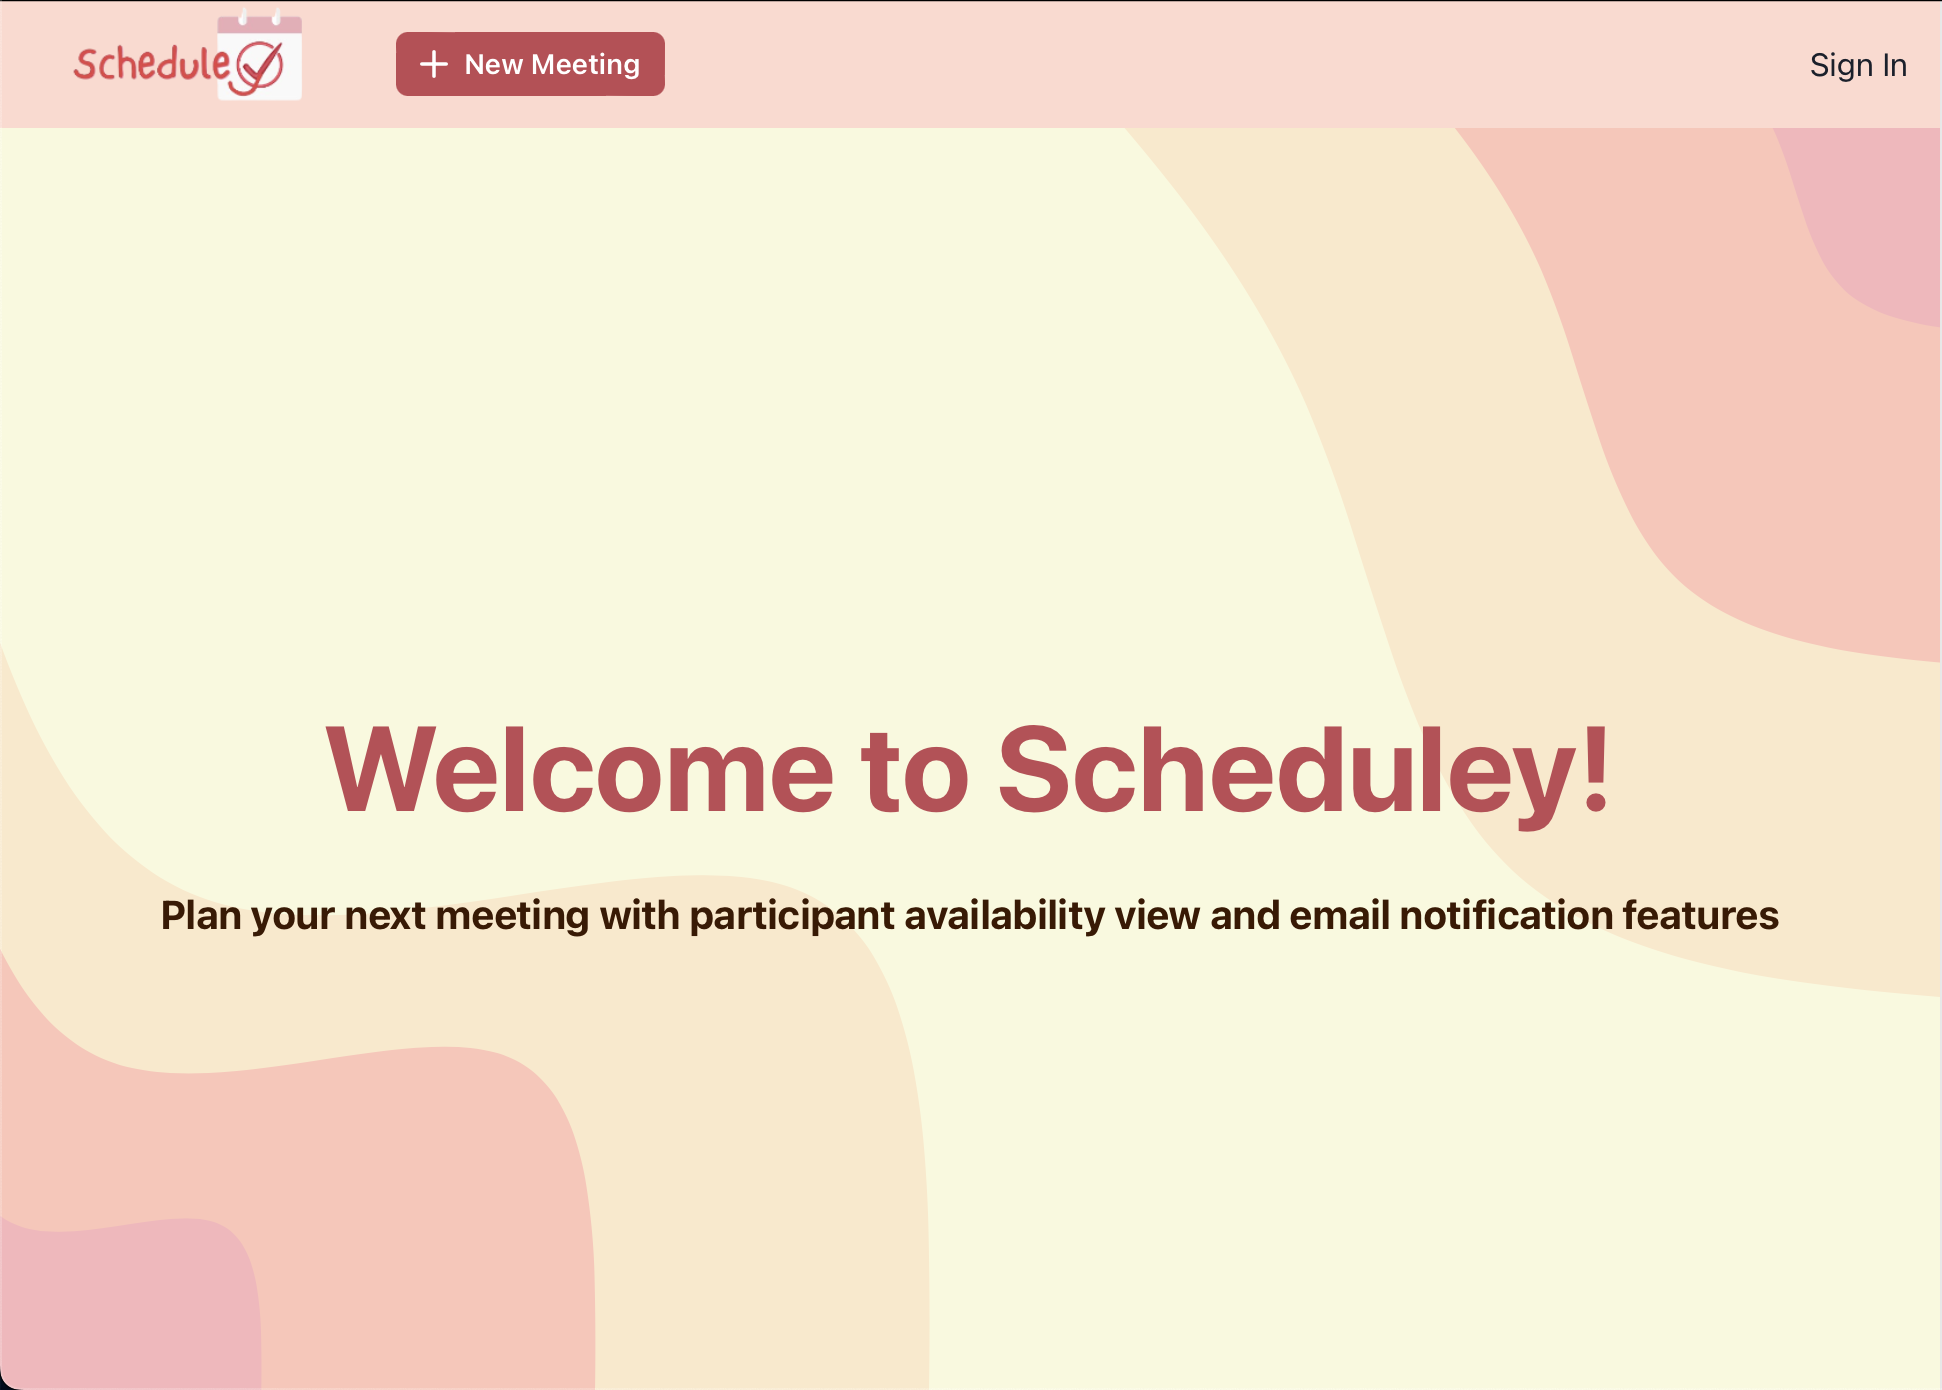 Schedule
New Meeting
Sign In
Welcome to Scheduley!
Plan your next meeting with participant availability view and email notification features